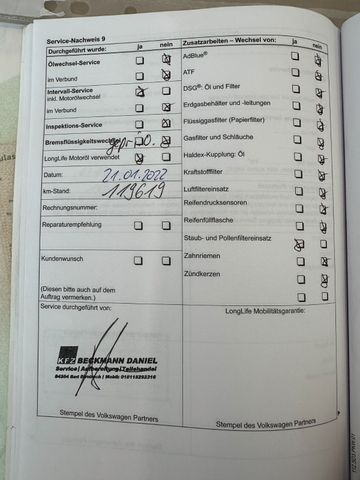 Service-Nachweis 9
Durchgeführt wurde: ja nein
Ölwechsel-Service
im Verbund
Intervall-Service
inkl. Motorölwechsel
im Verbund
Inspektions-Service
Bremsflüssigkeitswechsel
LongLife Motoröl verwendet
Datum: 21.01.2022
km-Stand: 119619
Rechnungsnummer:
Reparaturempfehlung
Kundenwunsch
(Diesen bitte auch auf dem
Auftrag vermerken.)
Service durchgeführt von:
KFZ BECKMANN DANIEL
Service | Aufbereitung | Teilehandel
Stempel des Volkswagen Partners
Zusatzarbeiten – Wechsel von: ja nein
AdBlue®
ATF
DSG®: Öl und Filter
Erdgasbehälter und -leitungen
Flüssiggasfilter (Papierfilter)
Gasfilter und Schläuche
Haldex-Kupplung: Öl
Kraftstofffilter
Luftfiltereinsatz
Reifendrucksensoren
Reifenfüllflasche
Staub- und Pollenfiltereinsatz
Zahnriemen
Zündkerzen
LongLife Mobilitätsgarantie:
Stempel des Volkswagen Partners